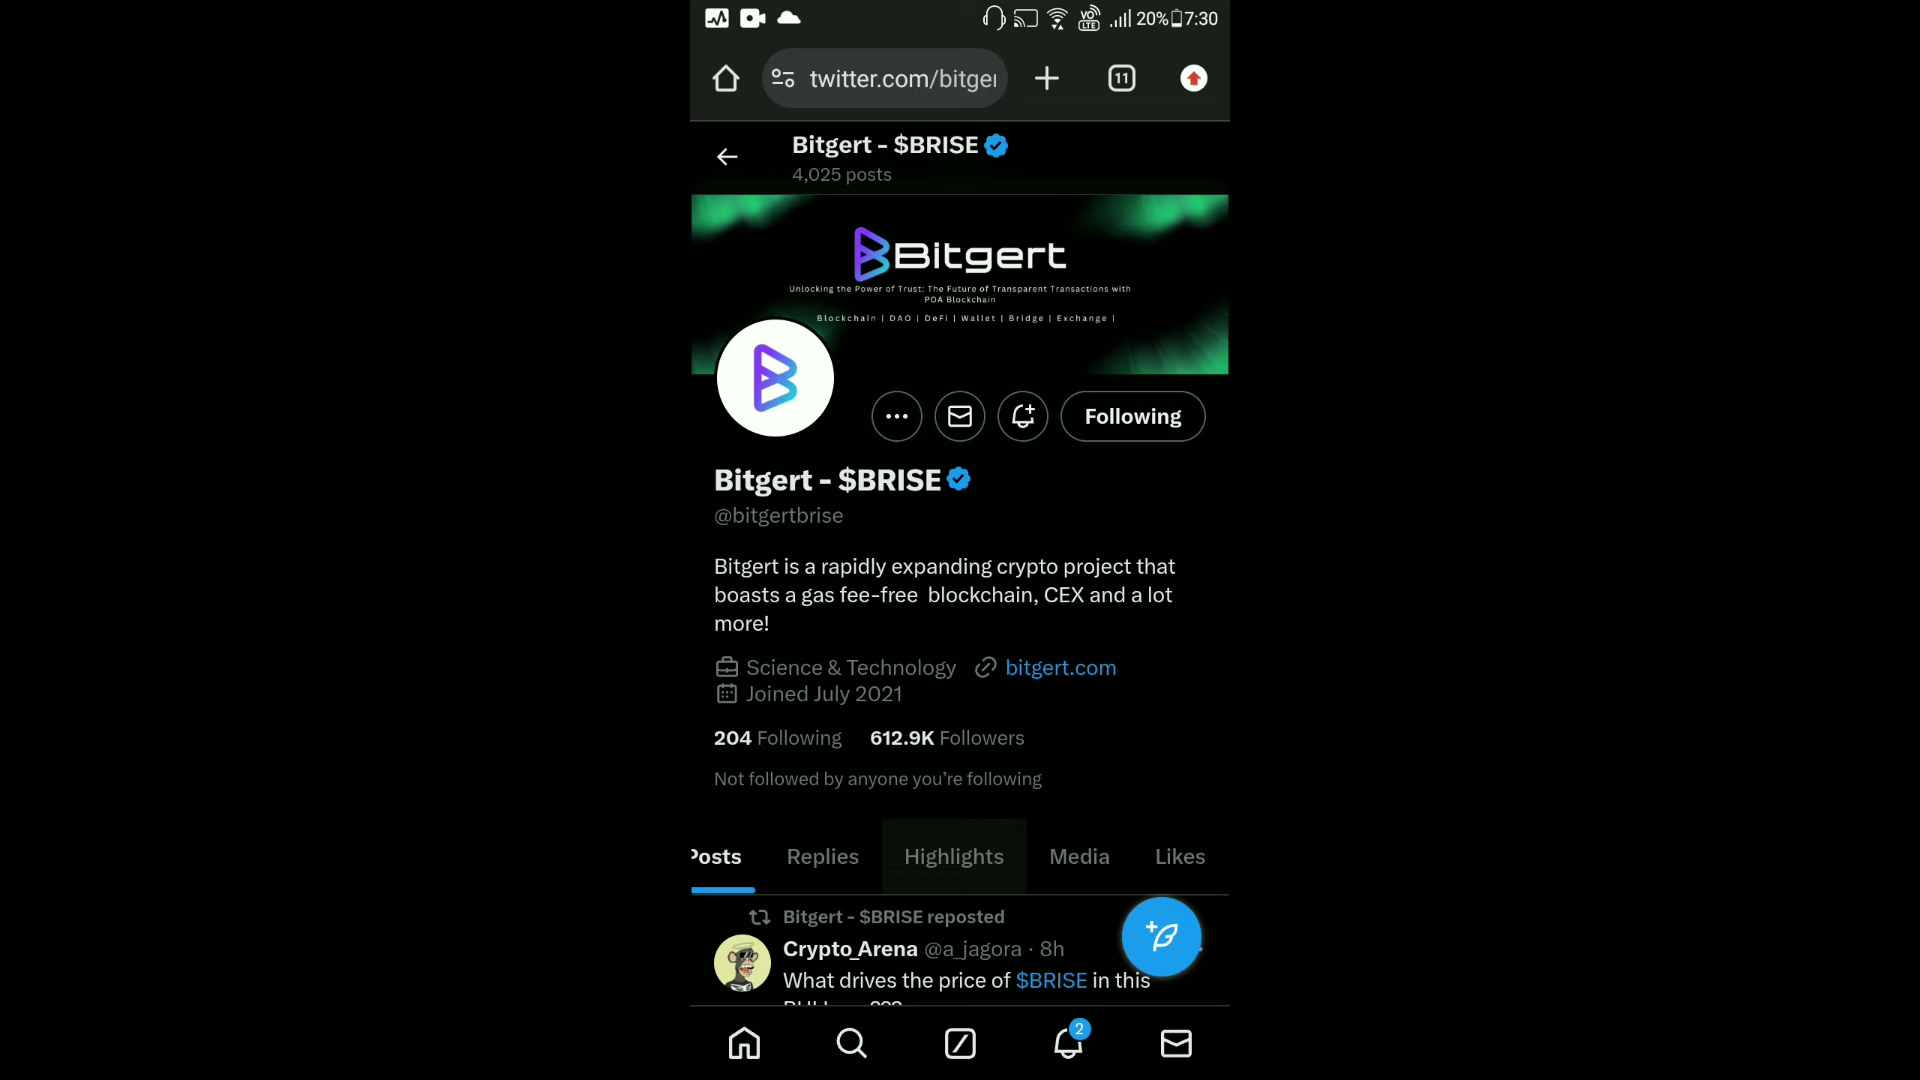 VO LTE 20% 7:30
twitter.com/bitger
11
Bitgert - $BRISE
4,025 posts
Bitgert
Unlocking the Power of Trust: The Future of Transparent Transactions with
POA Blockchain
Blockchain | DAO | DeFi | Wallet | Bridge | Exchange |
Following
Bitgert - $BRISE
@bitgertbrise
Bitgert is a rapidly expanding crypto project that
boasts a gas fee-free blockchain, CEX and a lot
more!
Science & Technology bitgert.com
Joined July 2021
204 Following 612.9K Followers
Not followed by anyone you're following
Posts Replies Highlights Media Likes
Bitgert - $BRISE reposted
Crypto_Arena @a_jagora · 8h
What drives the price of $BRISE in this
2